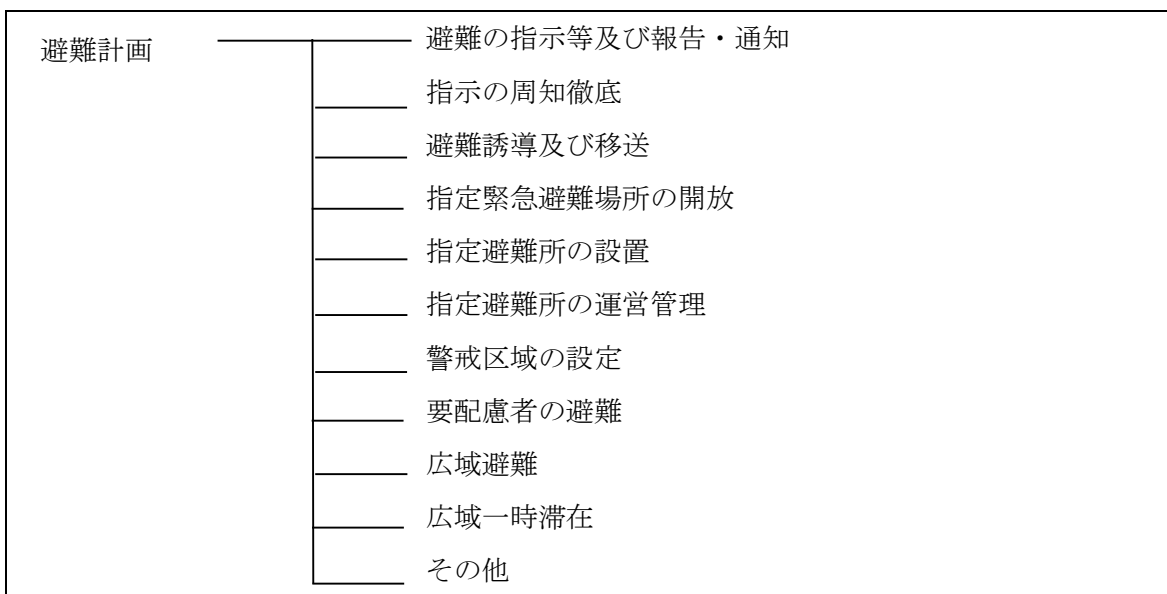 避難計画
避難の指示等及び報告・通知
指示の周知徹底
避難誘導及び移送
指定緊急避難場所の開放
指定避難所の設置
指定避難所の運営管理
警戒区域の設定
要配慮者の避難
広域避難
広域一時滞在
その他